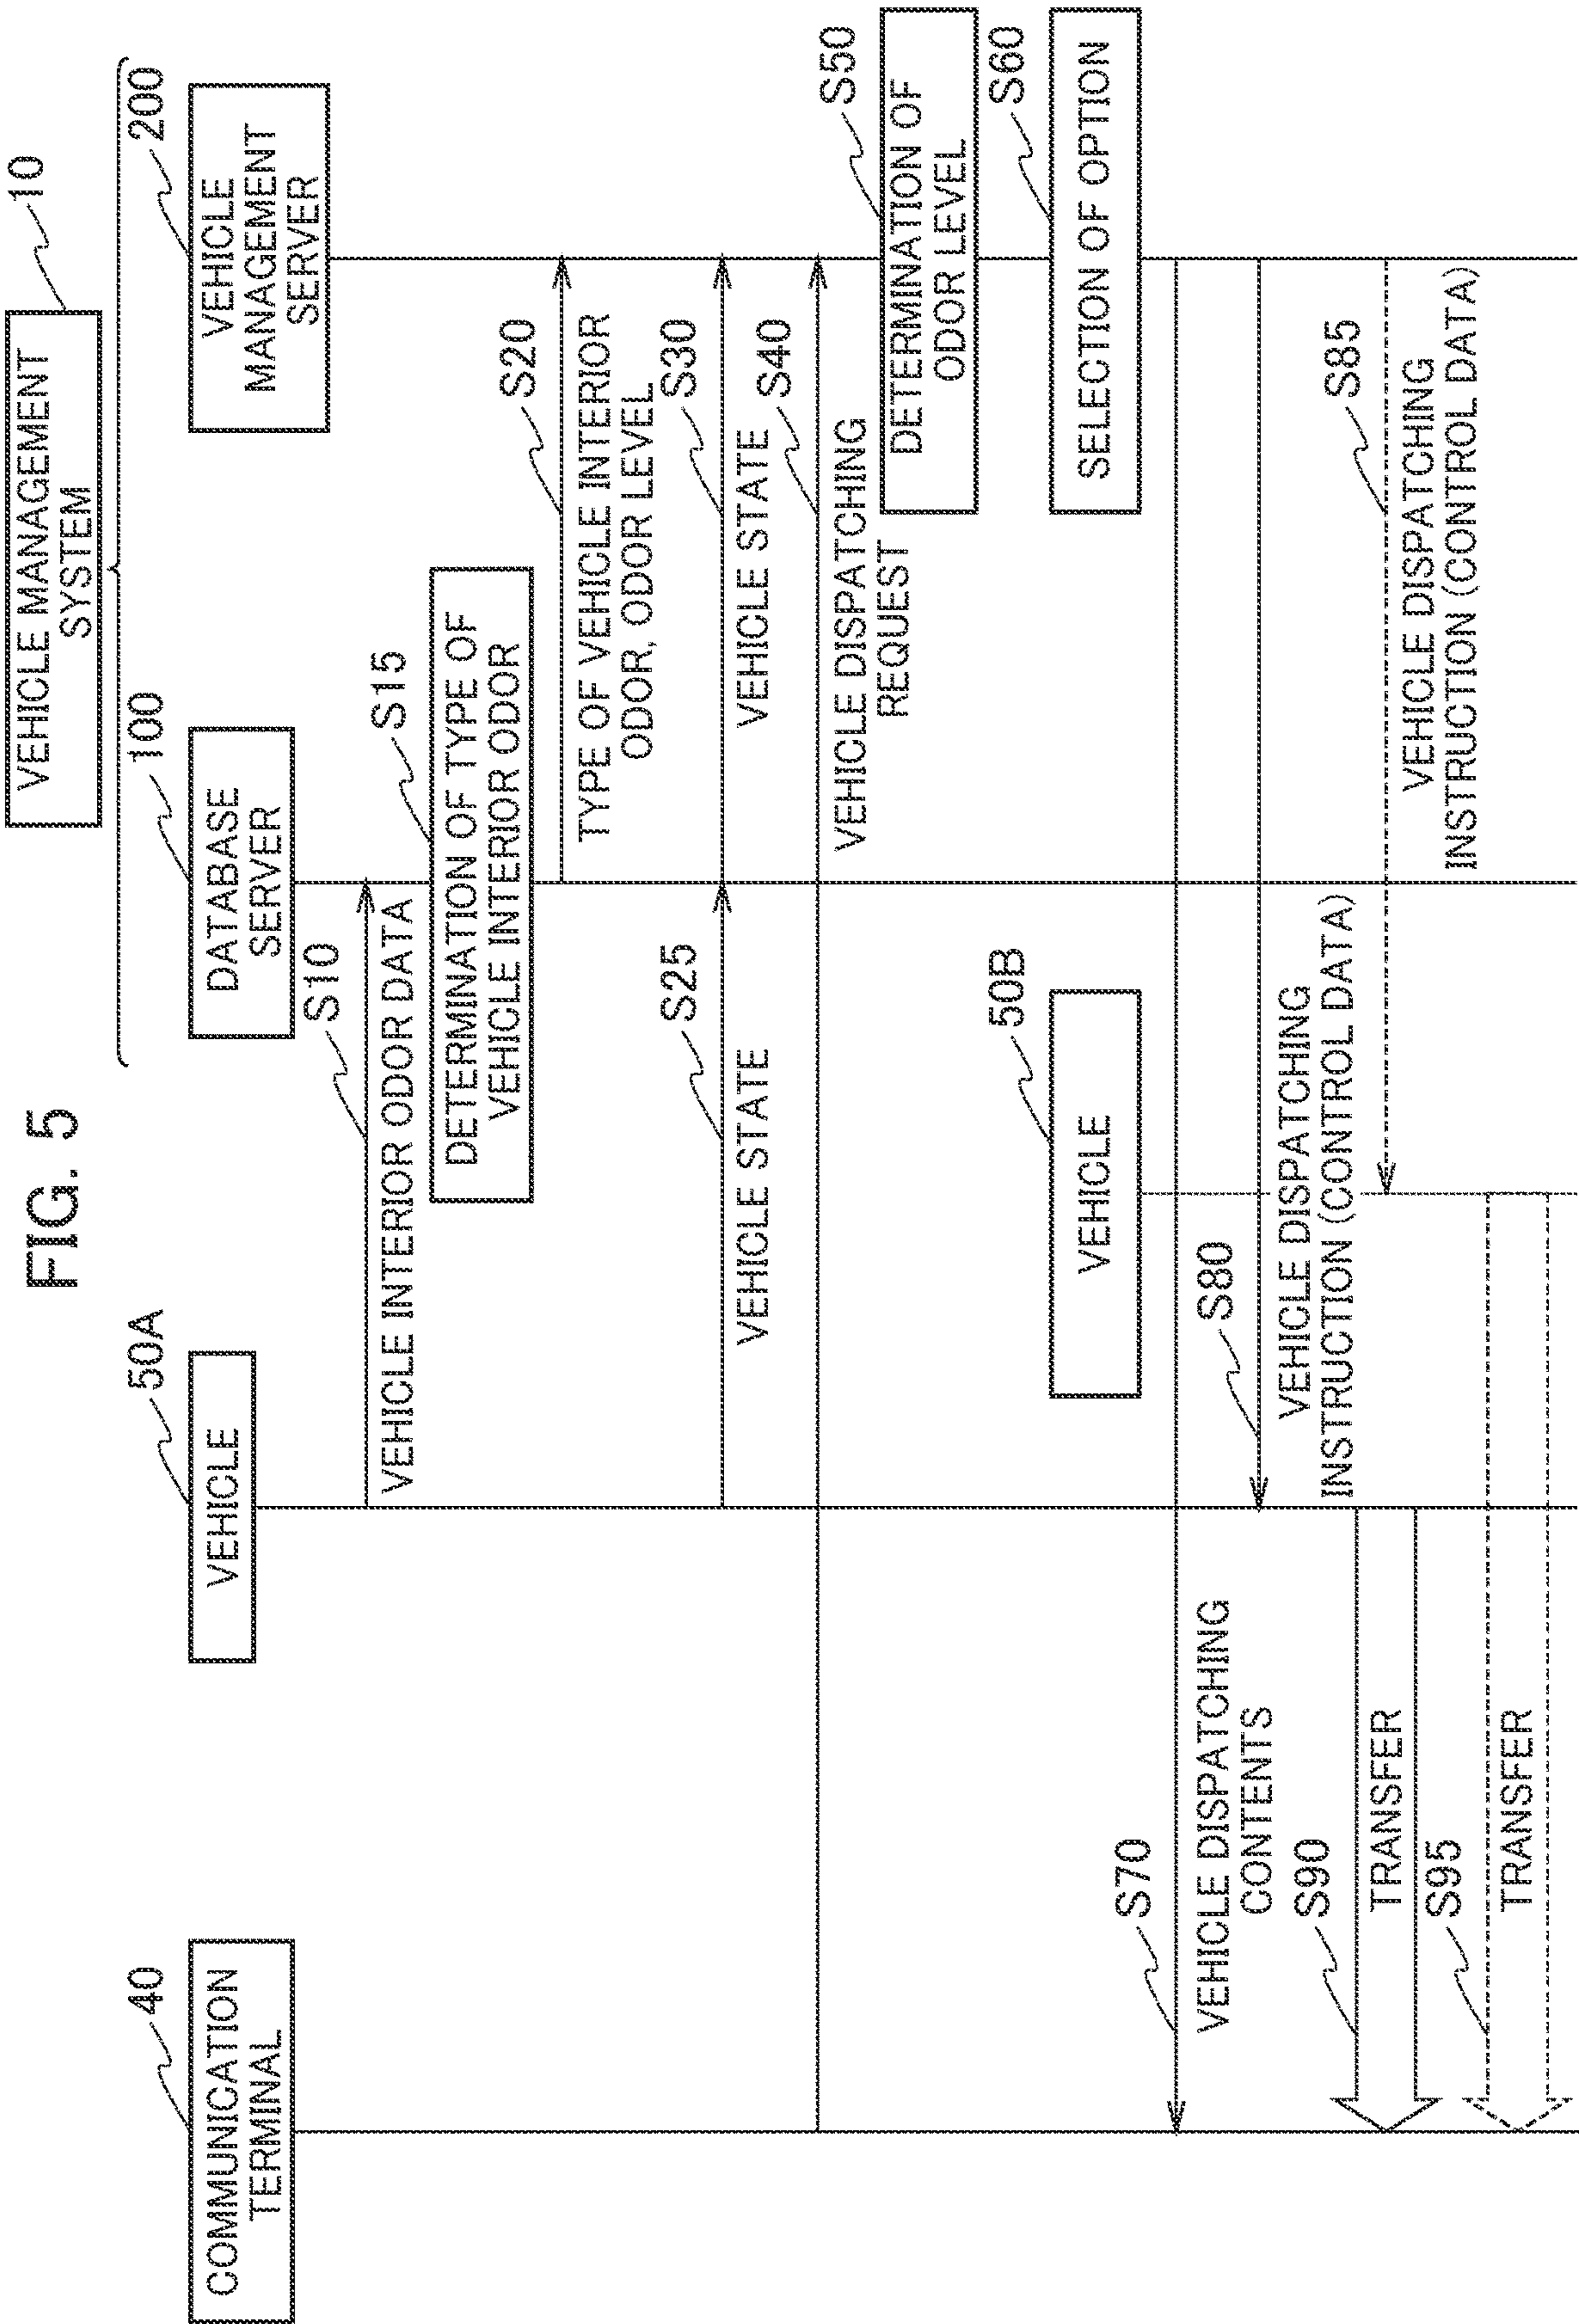 FIG. 5
VEHICLE MANAGEMENT
SYSTEM
10
40
COMMUNICATION
TERMINAL
50A
VEHICLE
100
DATABASE
SERVER
200
VEHICLE
MANAGEMENT
SERVER
S10
VEHICLE INTERIOR ODOR DATA
S15
DETERMINATION OF TYPE OF
VEHICLE INTERIOR ODOR
S20
TYPE OF VEHICLE INTERIOR
ODOR, ODOR LEVEL
S25
VEHICLE STATE
S30
VEHICLE STATE
S40
VEHICLE DISPATCHING
REQUEST
S50
DETERMINATION OF
ODOR LEVEL
S60
SELECTION OF OPTION
50B
VEHICLE
S70
VEHICLE DISPATCHING
CONTENTS
S80
VEHICLE DISPATCHING
INSTRUCTION (CONTROL DATA)
S85
VEHICLE DISPATCHING
INSTRUCTION (CONTROL DATA)
S90
TRANSFER
S95
TRANSFER